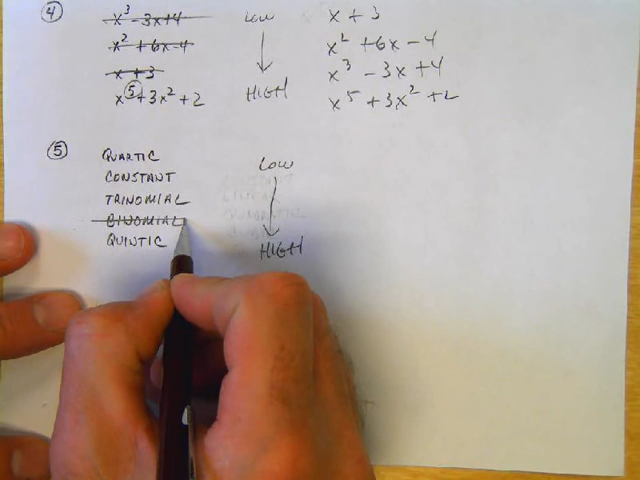 ④ x³ - 3x+4 LOW x + 3
x² + 6x - 4 x² + 6x - 4
x + 3 x³ - 3x + 4
x⁵ + 3x² + 2 HIGH x⁵ + 3x² + 2
⑤ QUARTIC LOW
CONSTANT
TRINOMIAL
BINOMIAL
QUINTIC HIGH